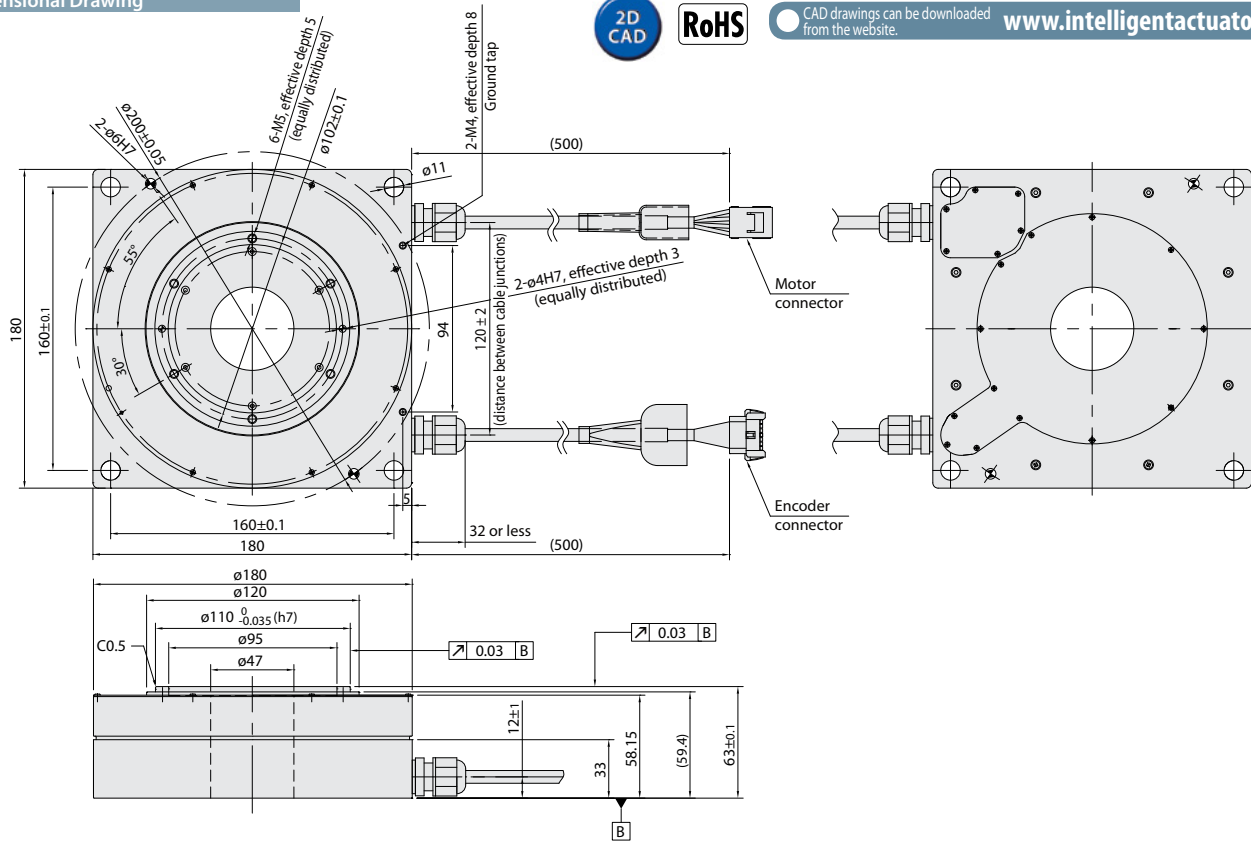 Dimensional Drawing
2D
CAD
RoHS
CAD drawings can be downloaded
from the website.
www.intelligentactuato
ø200±0.05
2-ø6H7
6-M5, effective depth 5
(equally distributed)
ø102±0.1
2-M4, effective depth 8
Ground tap
ø11
(500)
55°
30°
180
160±0.1
2-ø4H7, effective depth 3
(equally distributed)
94
120±2
(distance between cable junctions)
Motor
connector
Encoder
connector
5
160±0.1
180
32 or less
(500)
ø180
ø120
ø110 0 -0.035 (h7)
ø95
ø47
C0.5
↗ 0.03 B
↗ 0.03 B
12±1
33
58.15
(59.4)
63±0.1
B